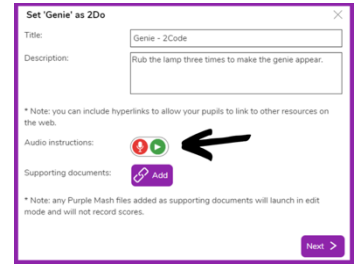 Set 'Genie' as 2Do
Title:
Genie - 2Code
Description:
Rub the lamp three times to make the genie appear.
* Note: you can include hyperlinks to allow your pupils to link to other resources on
the web.
Audio instructions:
Supporting documents:
Add
* Note: any Purple Mash files added as supporting documents will launch in edit
mode and will not record scores.
Next >